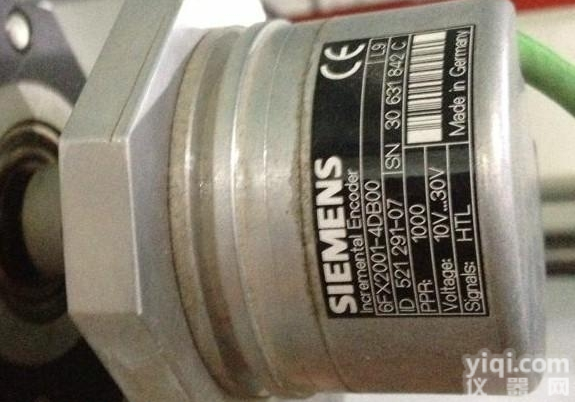 SIEMENS CE
Incremental Encoder L9
6FX2001-4DB00
ID 521 291-07 SN 30 631 842 C
PPR: 1000
Voltage: 10V...30V
Signals: HTL Made in Germany
yiqi.com
仪器网